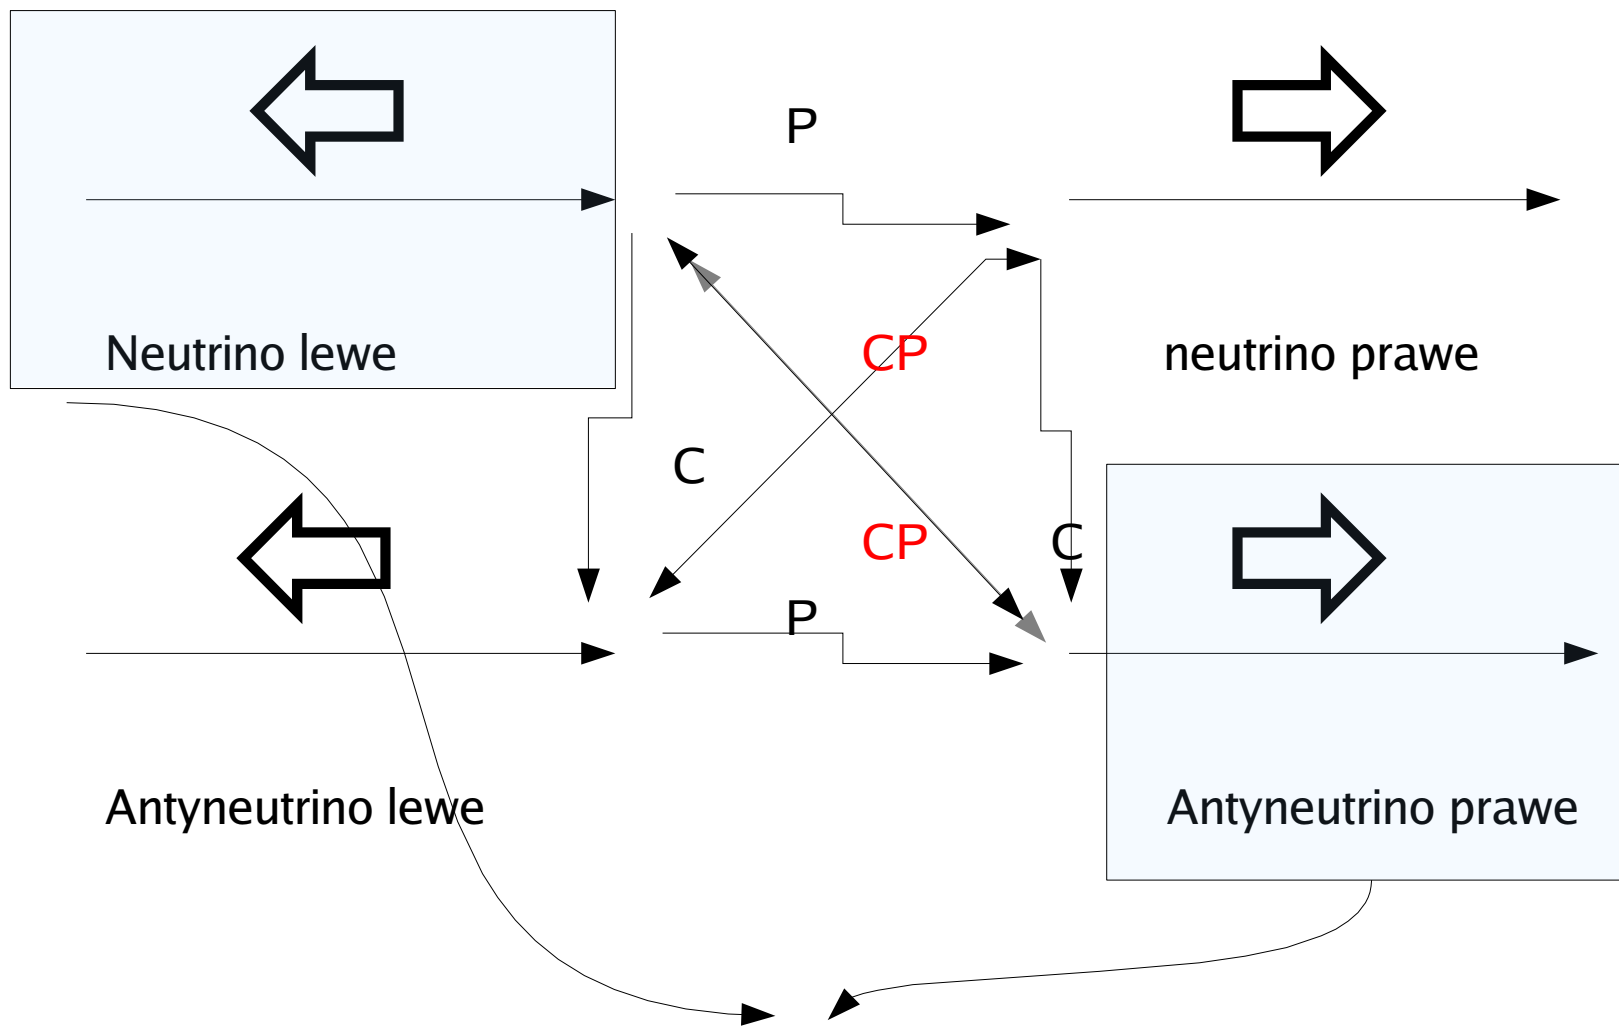 P
CP
Neutrino lewe
neutrino prawe
C
CP
C
P
Antyneutrino lewe
Antyneutrino prawe